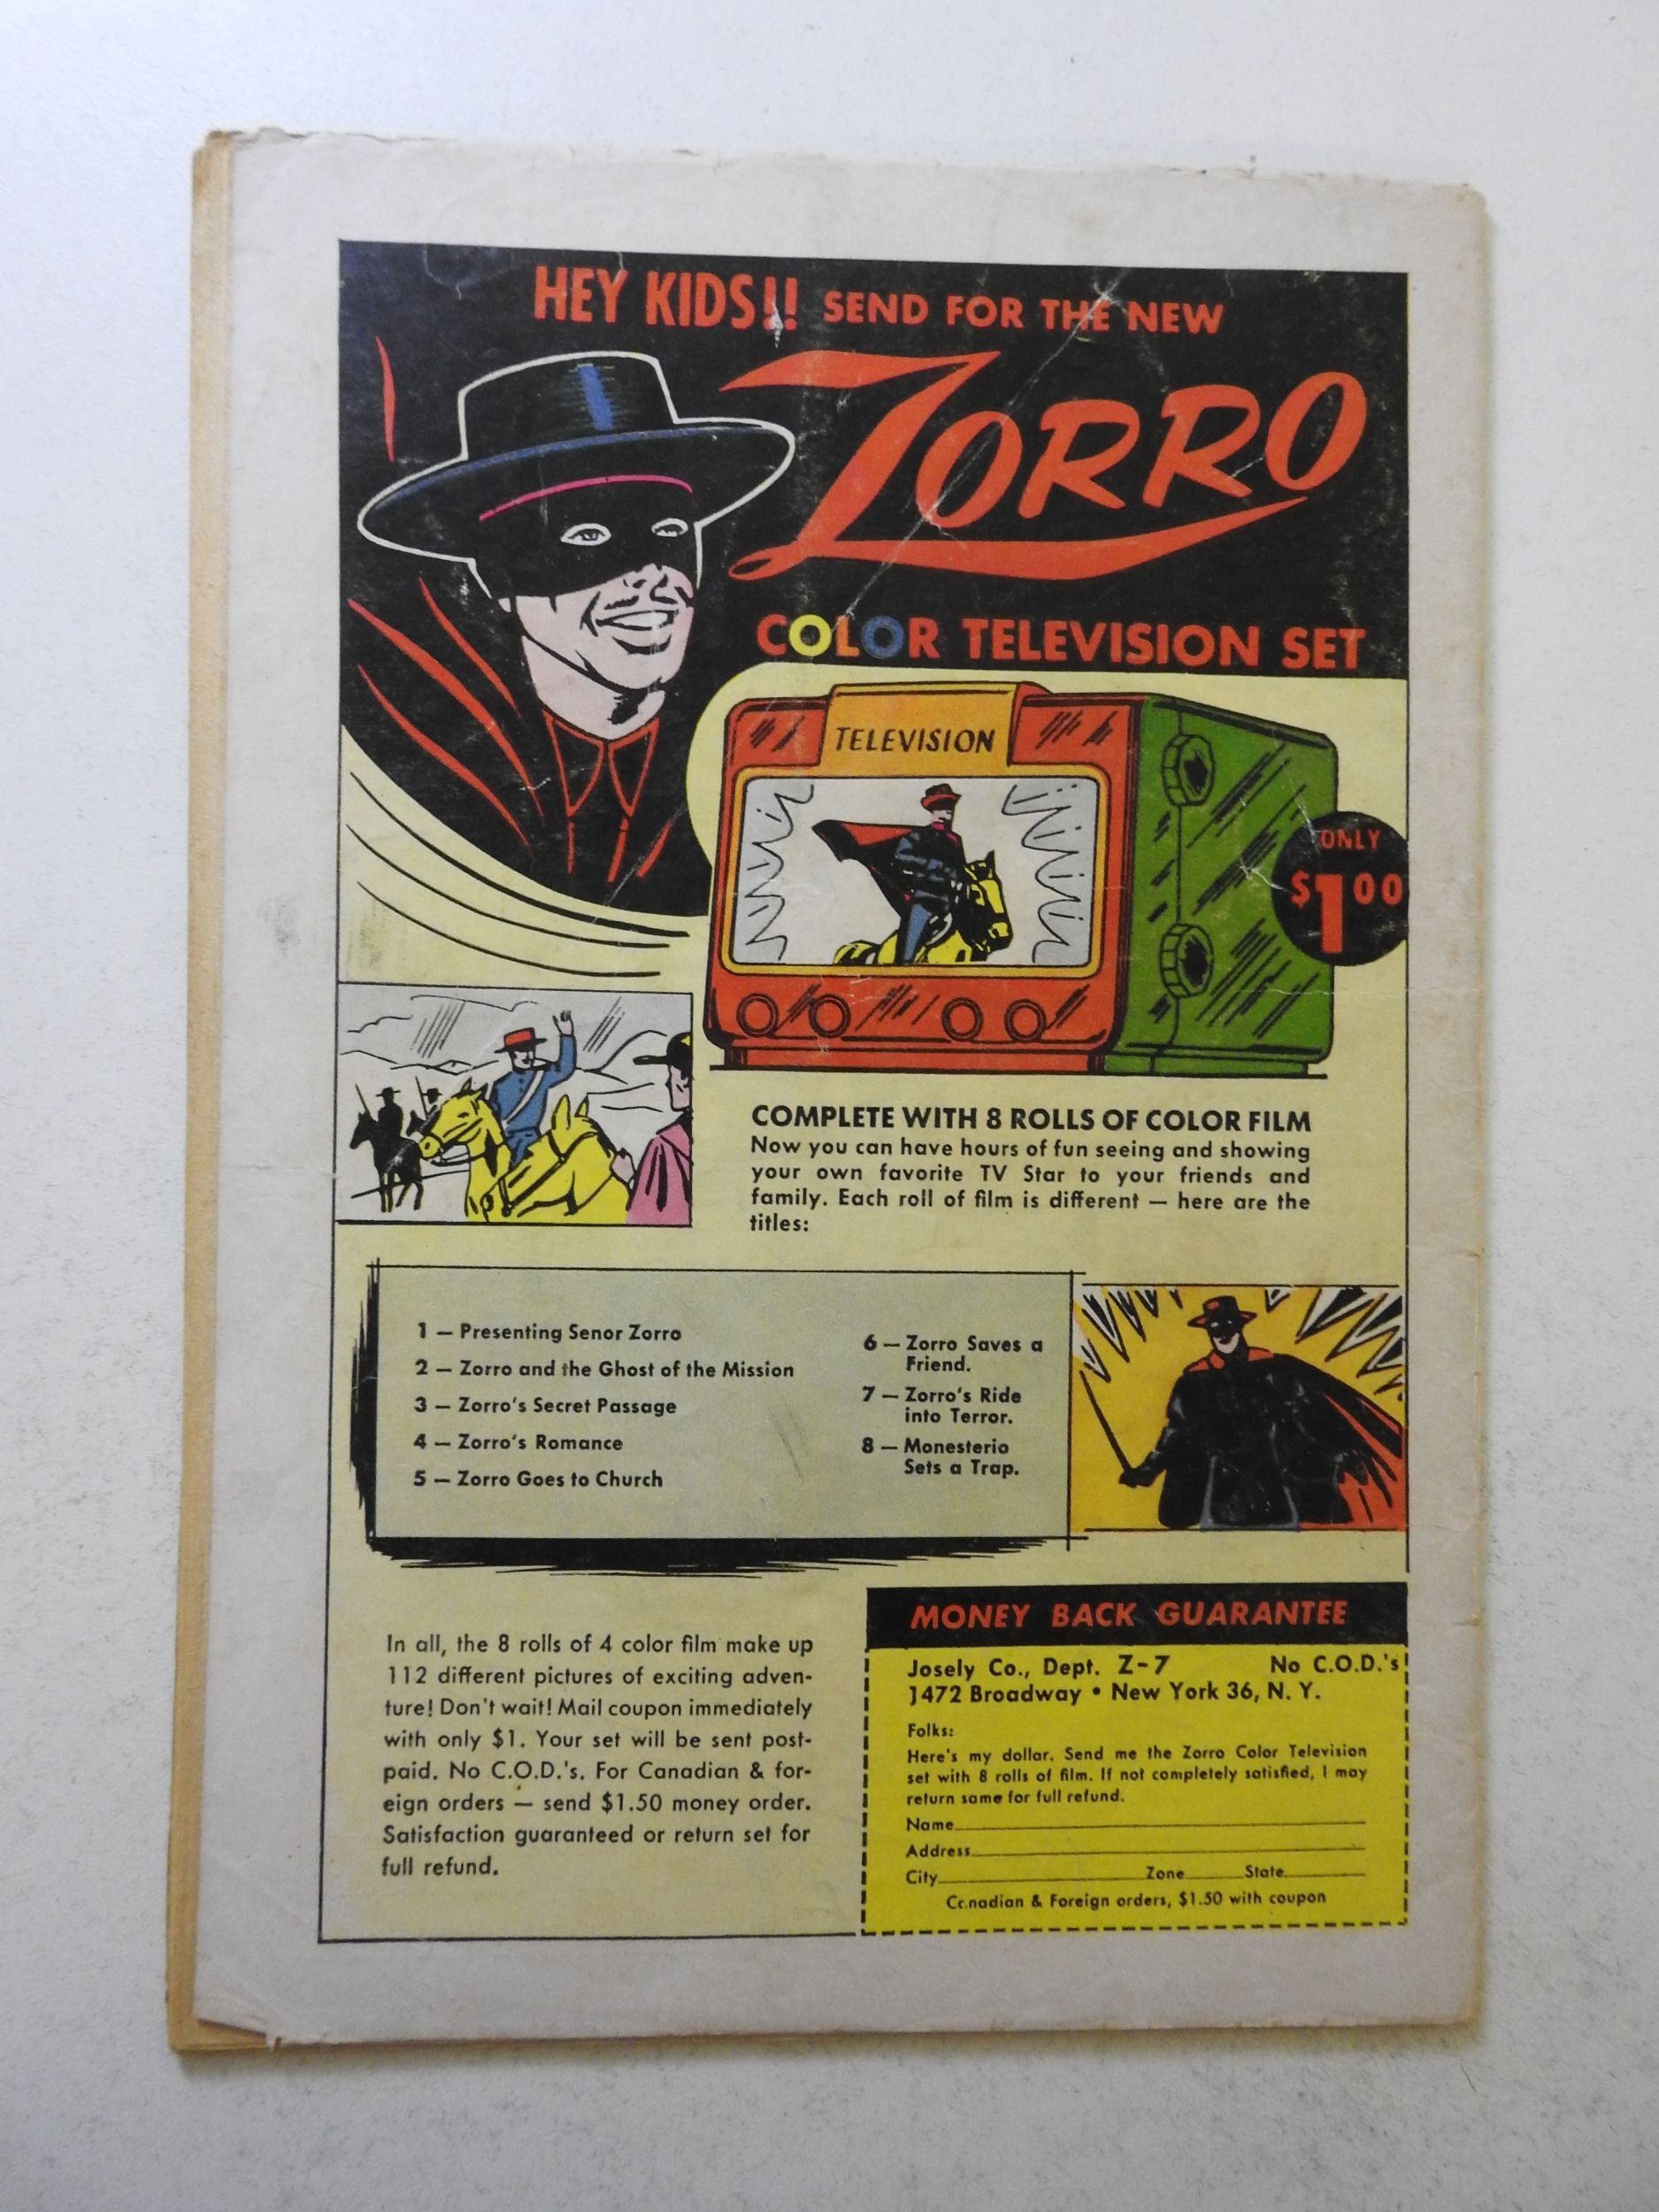 HEY KIDS!! SEND FOR THE NEW
ZORRO
COLOR TELEVISION SET
TELEVISION
ONLY
$1.00
COMPLETE WITH 8 ROLLS OF COLOR FILM
Now you can have hours of fun seeing and showing
your own favorite TV Star to your friends and
family. Each roll of film is different — here are the
titles:
1 — Presenting Senor Zorro
2 — Zorro and the Ghost of the Mission
3 — Zorro's Secret Passage
4 — Zorro's Romance
5 — Zorro Goes to Church
6 — Zorro Saves a
Friend.
7 — Zorro's Ride
into Terror.
8 — Monesterio
Sets a Trap.
In all, the 8 rolls of 4 color film make up
112 different pictures of exciting adven-
ture! Don't wait! Mail coupon immediately
with only $1. Your set will be sent post-
paid. No C.O.D.'s. For Canadian & for-
eign orders — send $1.50 money order.
Satisfaction guaranteed or return set for
full refund.
MONEY BACK GUARANTEE
Josely Co., Dept. Z-7 No C.O.D.'s
1472 Broadway • New York 36, N. Y.
Folks:
Here's my dollar. Send me the Zorro Color Television
set with 8 rolls of film. If not completely satisfied, I may
return same for full refund.
Name
Address
City Zone State
Canadian & Foreign orders, $1.50 with coupon